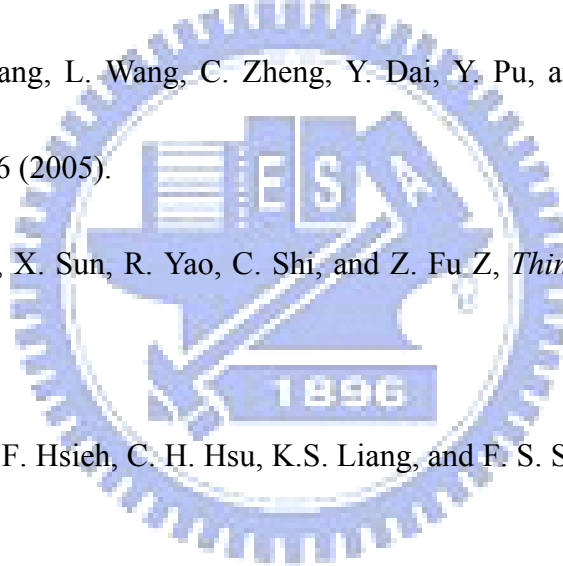 ang, L. Wang, C. Zheng, Y. Dai, Y. Pu, a
6 (2005).
E S A
, X. Sun, R. Yao, C. Shi, and Z. Fu Z, Thin
1896
F. Hsieh, C. H. Hsu, K.S. Liang, and F. S. S